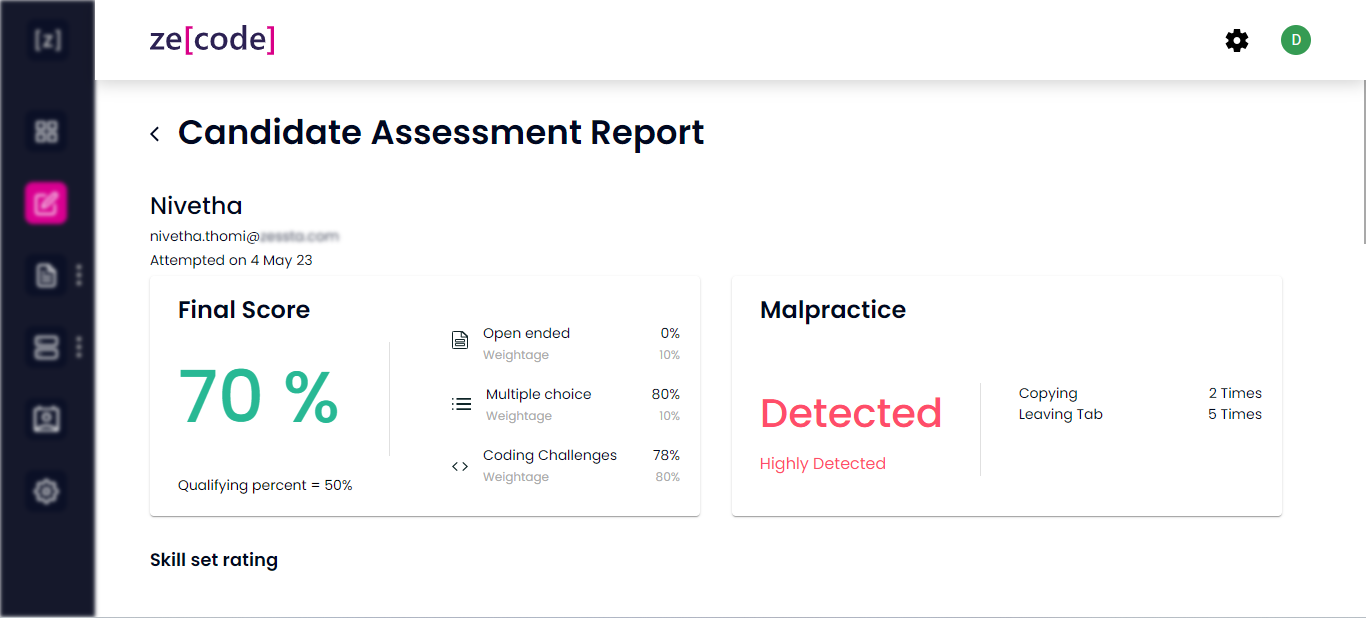 [z]
ze[code]
D
Candidate Assessment Report
Nivetha
nivetha.thomi@
Attempted on 4 May 23
Final Score
70 %
Qualifying percent = 50%
Open ended 0%
Weightage 10%
Multiple choice 80%
Weightage 10%
Coding Challenges 78%
Weightage 80%
Malpractice
Detected
Highly Detected
Copying 2 Times
Leaving Tab 5 Times
Skill set rating